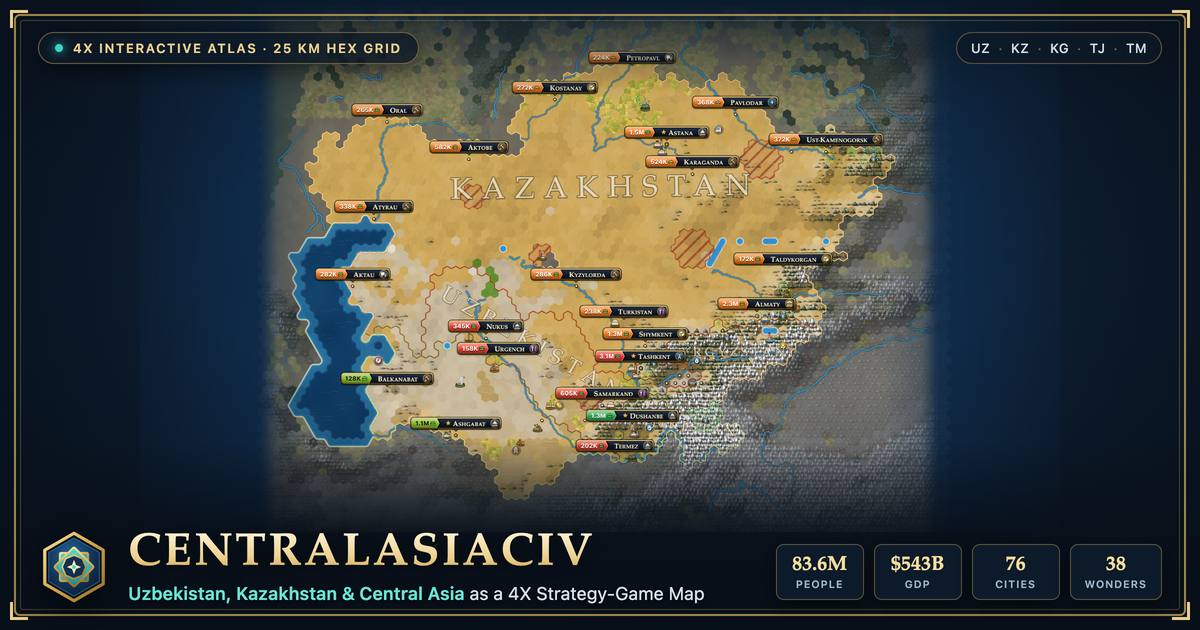 4X INTERACTIVE ATLAS · 25 KM HEX GRID
UZ · KZ · KG · TJ · TM
224K PETROPAVL
272K KOSTANAY
265K ORAL
368K PAVLODAR
1.5M ★ ASTANA
372K UST-KAMENOGORSK
582K AKTOBE
624K KARAGANDA
KAZAKHSTAN
338K ATYRAU
172K TALDYKORGAN
282K AKTAU
286K KYZYLORDA
2.3M ALMATY
UZBEKISTAN
238K TURKISTAN
345K NUKUS
1.3M SHYMKENT
158K URGENCH
3.1M ★ TASHKENT
128K BALKANABAT
605K SAMARKAND
1.3M ★ DUSHANBE
1.1M ★ ASHGABAT
202K TERMEZ
CENTRALASIACIV
Uzbekistan, Kazakhstan & Central Asia as a 4X Strategy-Game Map
83.6M
PEOPLE
$543B
GDP
76
CITIES
38
WONDERS